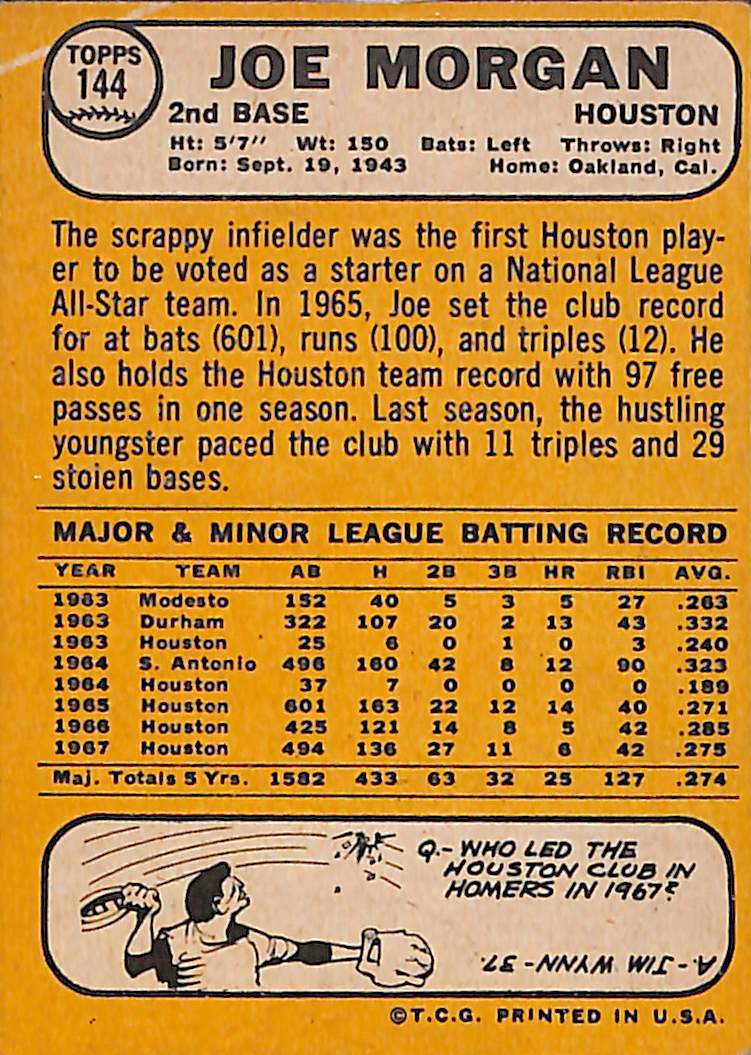 TOPPS
144
JOE MORGAN
2nd BASE HOUSTON
Ht: 5'7" Wt: 150 Bats: Left Throws: Right
Born: Sept. 19, 1943 Home: Oakland, Cal.
The scrappy infielder was the first Houston play-
er to be voted as a starter on a National League
All-Star team. In 1965, Joe set the club record
for at bats (601), runs (100), and triples (12). He
also holds the Houston team record with 97 free
passes in one season. Last season, the hustling
youngster paced the club with 11 triples and 29
stolen bases.
MAJOR & MINOR LEAGUE BATTING RECORD
YEAR TEAM AB H 2B 3B HR RBI AVG.
1963 Modesto 152 40 5 3 5 27 .263
1963 Durham 322 107 20 2 13 43 .332
1963 Houston 25 6 0 1 0 3 .240
1964 S. Antonio 496 160 42 8 12 90 .323
1964 Houston 37 7 0 0 0 0 .189
1965 Houston 601 163 22 12 14 40 .271
1966 Houston 425 121 14 8 5 42 .285
1967 Houston 494 136 27 11 6 42 .275
Maj. Totals 5 Yrs. 1582 433 63 32 25 127 .274
Q.- WHO LED THE
HOUSTON CLUB IN
HOMERS IN 1967?
A- JIM WYNN- 37.
©T.C.G. PRINTED IN U.S.A.